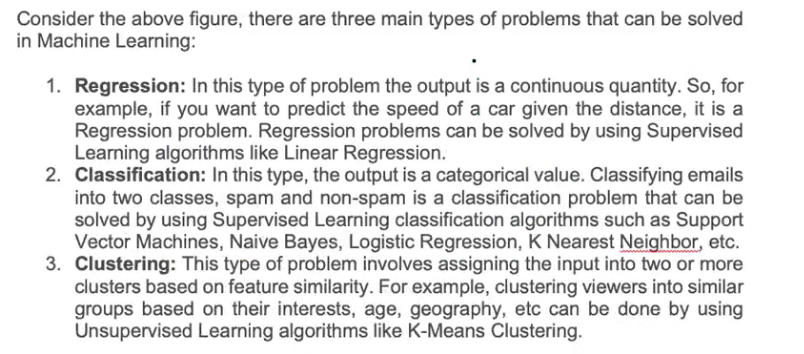 Consider the above figure, there are three main types of problems that can be solved
in Machine Learning:
1. Regression: In this type of problem the output is a continuous quantity. So, for
example, if you want to predict the speed of a car given the distance, it is a
Regression problem. Regression problems can be solved by using Supervised
Learning algorithms like Linear Regression.
2. Classification: In this type, the output is a categorical value. Classifying emails
into two classes, spam and non-spam is a classification problem that can be
solved by using Supervised Learning classification algorithms such as Support
Vector Machines, Naive Bayes, Logistic Regression, K Nearest Neighbor, etc.
3. Clustering: This type of problem involves assigning the input into two or more
clusters based on feature similarity. For example, clustering viewers into similar
groups based on their interests, age, geography, etc can be done by using
Unsupervised Learning algorithms like K-Means Clustering.